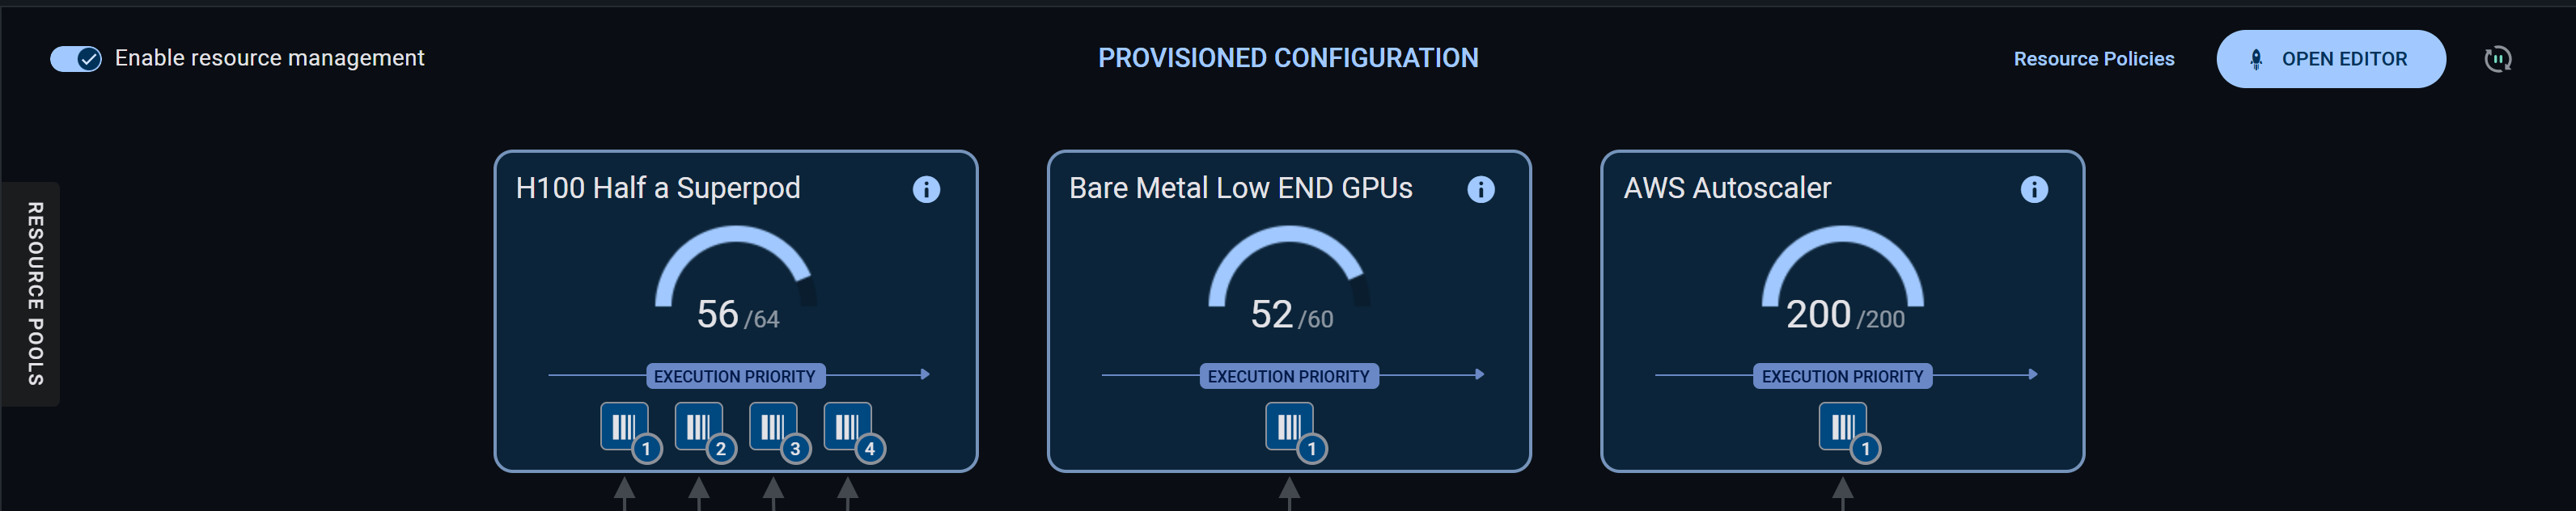 Enable resource management
PROVISIONED CONFIGURATION
Resource Policies
OPEN EDITOR
RESOURCE POOLS
H100 Half a Superpod
56 /64
EXECUTION PRIORITY
1
2
3
4
Bare Metal Low END GPUs
52 /60
EXECUTION PRIORITY
1
AWS Autoscaler
200 /200
EXECUTION PRIORITY
1